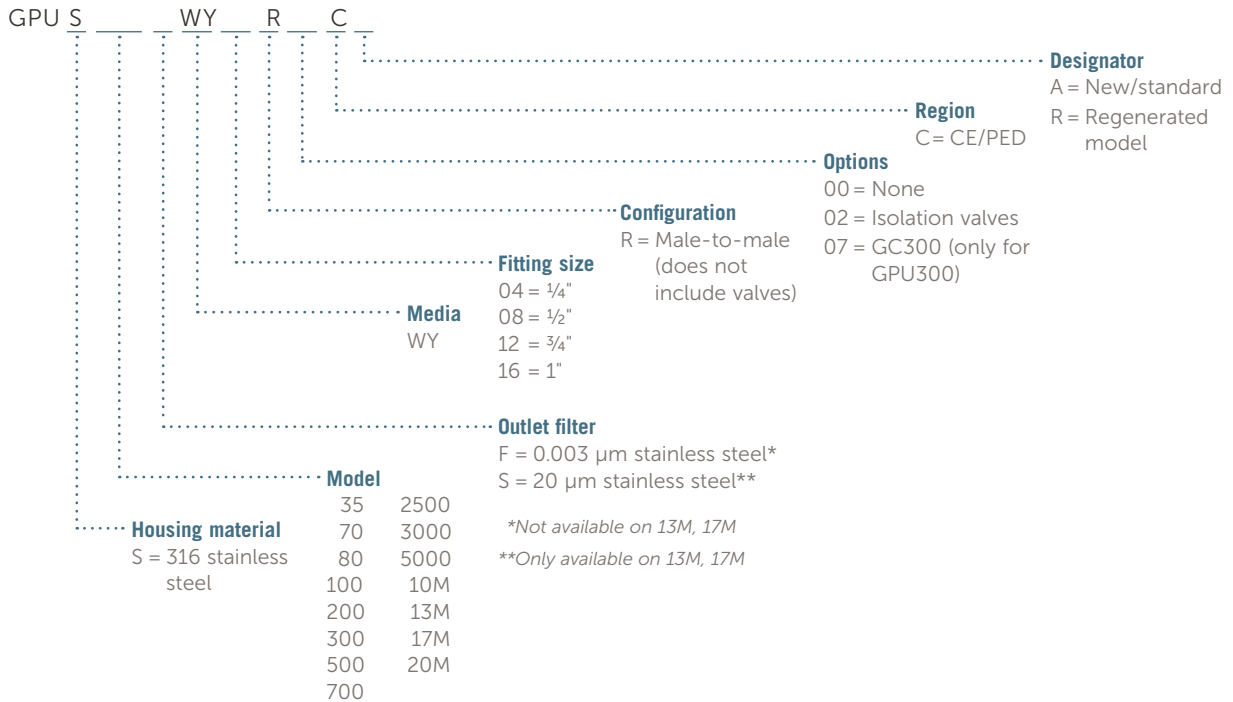 GPU S WY R C
Designator
A = New/standard
R = Regenerated
model
Region
C= CE/PED
Options
00 = None
02 = Isolation valves
07 = GC300 (only for
GPU300)
Configuration
R = Male-to-male
(does not
include valves)
Fitting size
04 = ¼"
08 = ½"
12 = ¾"
16 = 1"
Media
WY
Outlet filter
F = 0.003 µm stainless steel*
S = 20 µm stainless steel**
*Not available on 13M, 17M
**Only available on 13M, 17M
Model
35 2500
70 3000
80 5000
100 10M
200 13M
300 17M
500 20M
700
Housing material
S = 316 stainless
steel